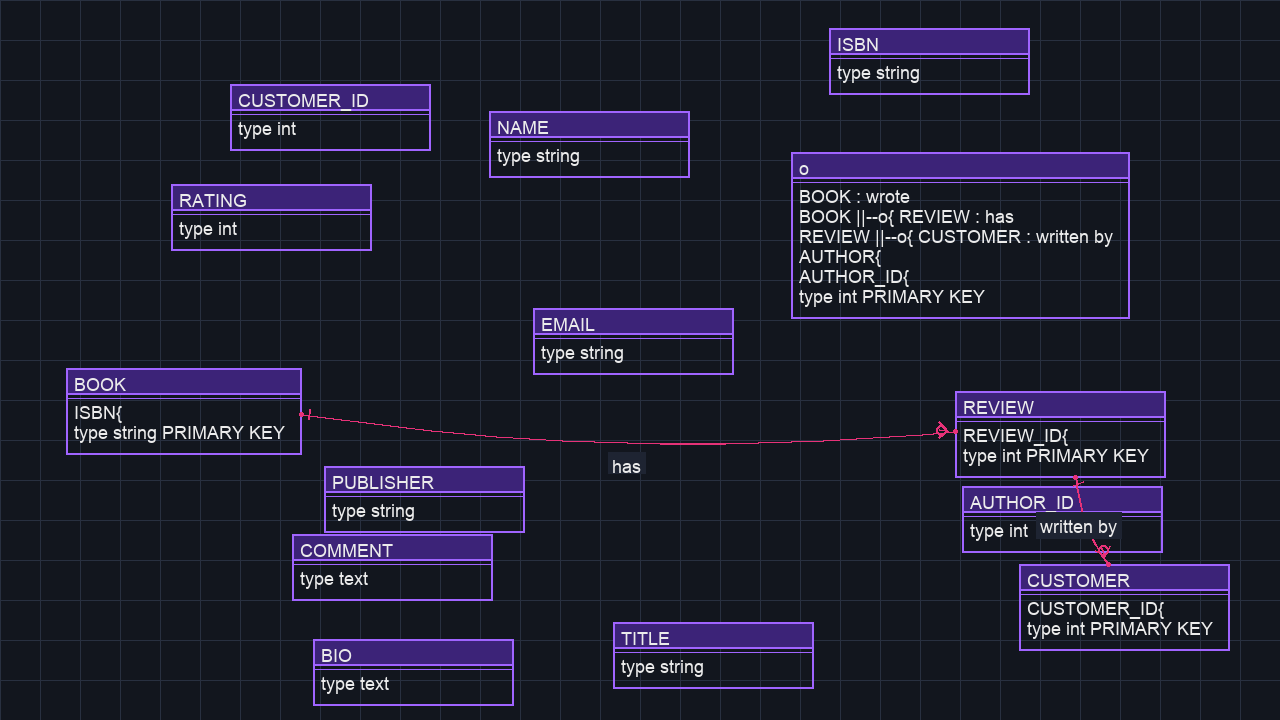 ISBN
type string
CUSTOMER_ID
type int
NAME
type string
o
BOOK : wrote
BOOK ||--o{ REVIEW : has
REVIEW ||--o{ CUSTOMER : written by
AUTHOR{
AUTHOR_ID{
type int PRIMARY KEY
RATING
type int
EMAIL
type string
BOOK
ISBN{
type string PRIMARY KEY
REVIEW
REVIEW_ID{
type int PRIMARY KEY
has
PUBLISHER
type string
AUTHOR_ID
type int
written by
COMMENT
type text
CUSTOMER
CUSTOMER_ID{
type int PRIMARY KEY
TITLE
type string
BIO
type text